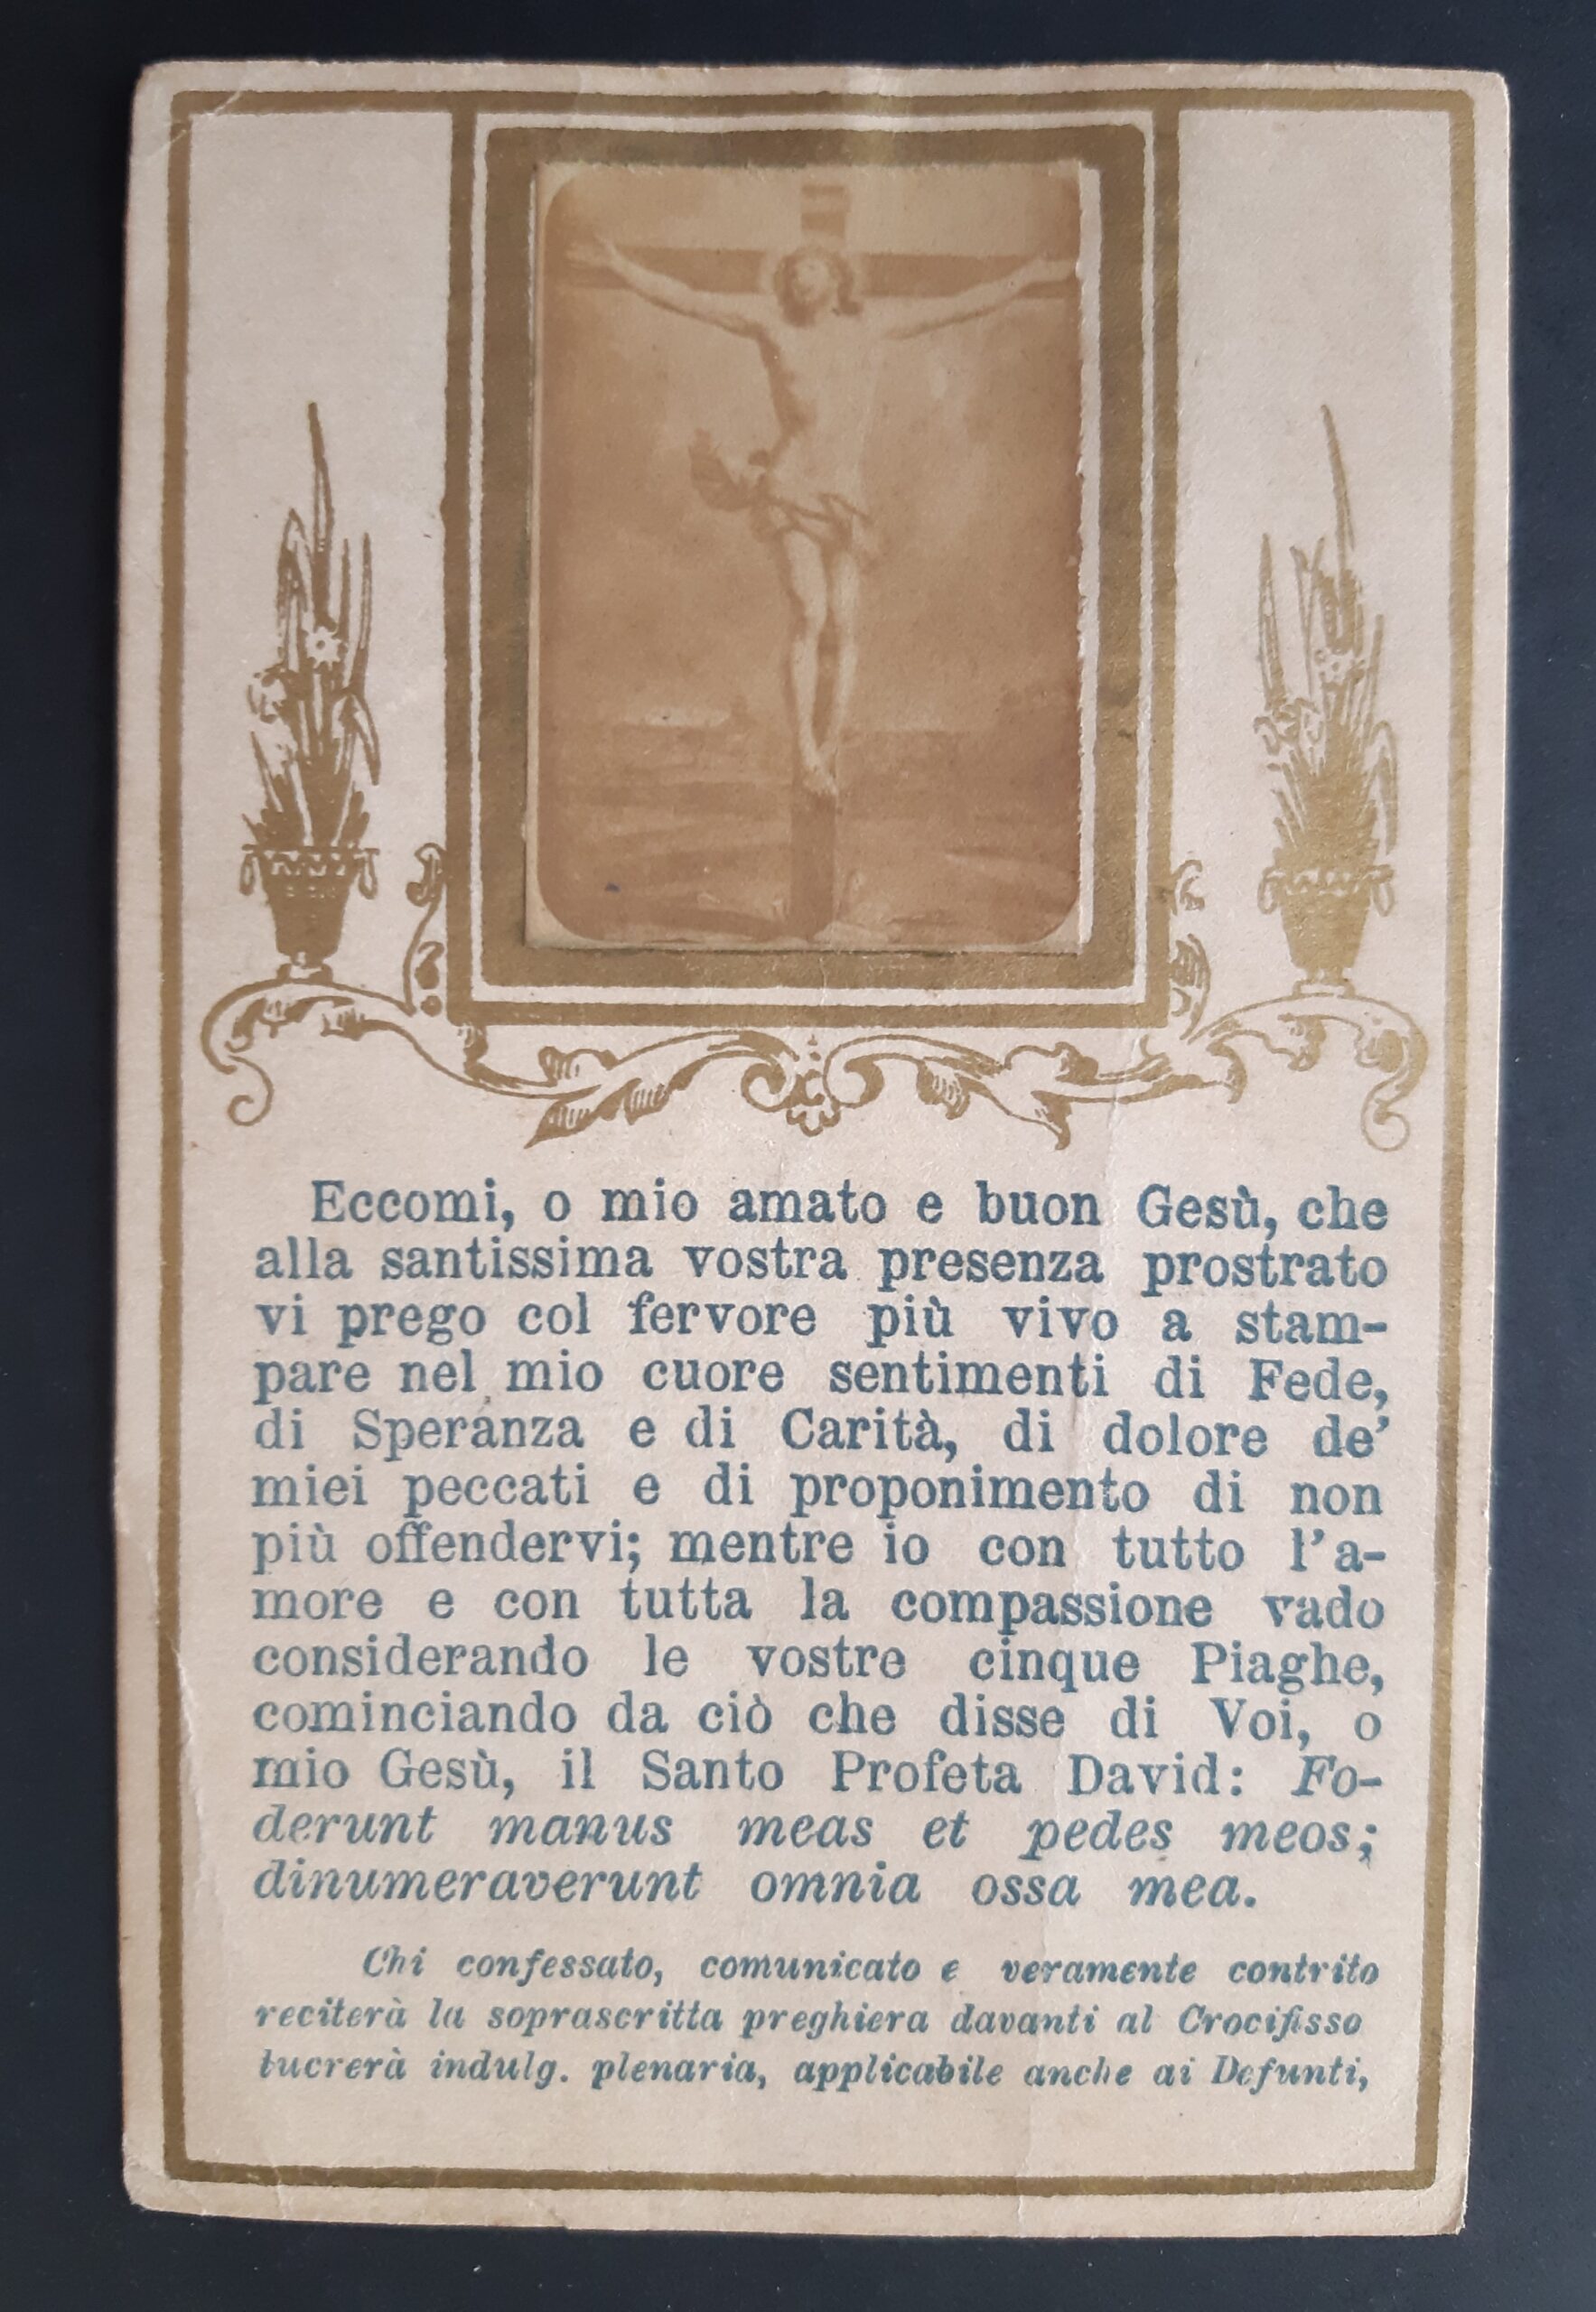 Eccomi, o mio amato e buon Gesù, che
alla santissima vostra presenza prostrato
vi prego col fervore più vivo a stam-
pare nel mio cuore sentimenti di Fede,
di Speranza e di Carità, di dolore de'
miei peccati e di proponimento di non
più offendervi; mentre io con tutto l'a-
more e con tutta la compassione vado
considerando le vostre cinque Piaghe,
cominciando da ciò che disse di Voi, o
mio Gesù, il Santo Profeta David: Fo-
derunt manus meas et pedes meos;
dinumeraverunt omnia ossa mea.
Chi confessato, comunicato e veramente contrito
reciterà la soprascritta preghiera davanti al Crocifisso
lucrerà indulg. plenaria, applicabile anche ai Defunti,